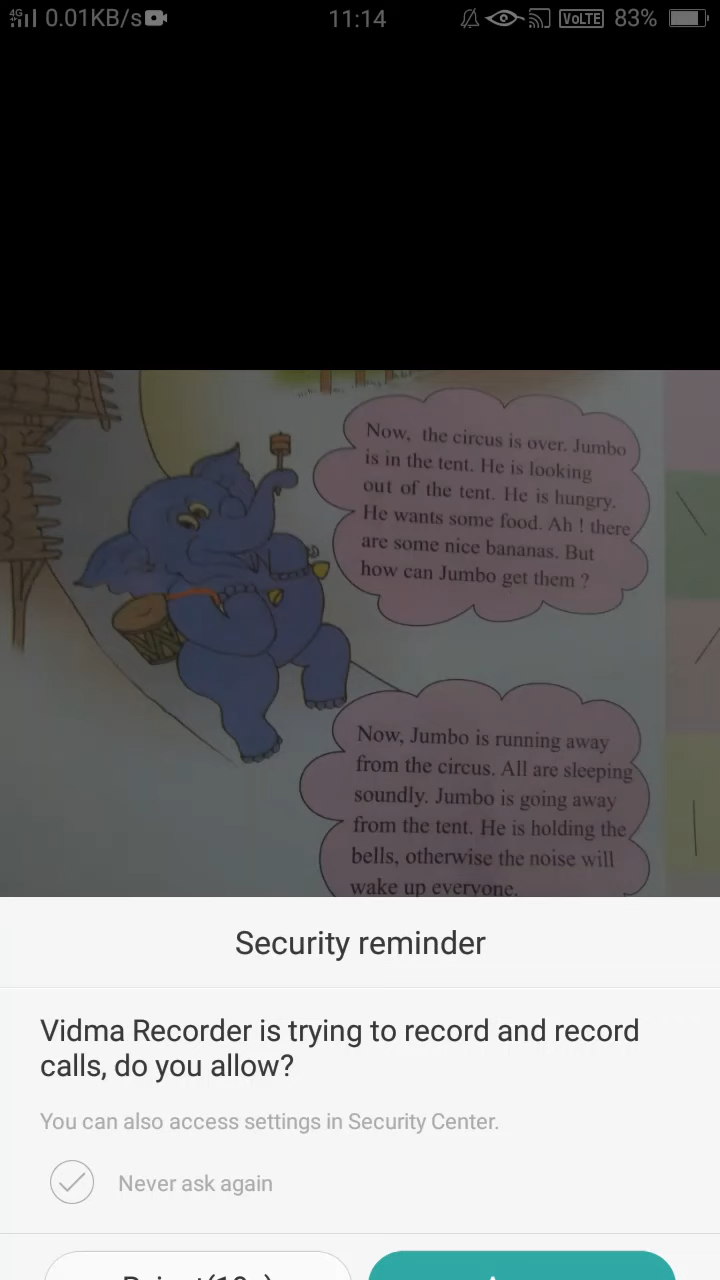 4G 0.01KB/s 11:14 VoLTE 83%
Now, the circus is over. Jumbo
is in the tent. He is looking
out of the tent. He is hungry.
He wants some food. Ah ! there
are some nice bananas. But
how can Jumbo get them ?
Now, Jumbo is running away
from the circus. All are sleeping
soundly. Jumbo is going away
from the tent. He is holding the
bells, otherwise the noise will
wake up everyone.
Security reminder
Vidma Recorder is trying to record and record
calls, do you allow?
You can also access settings in Security Center.
Never ask again